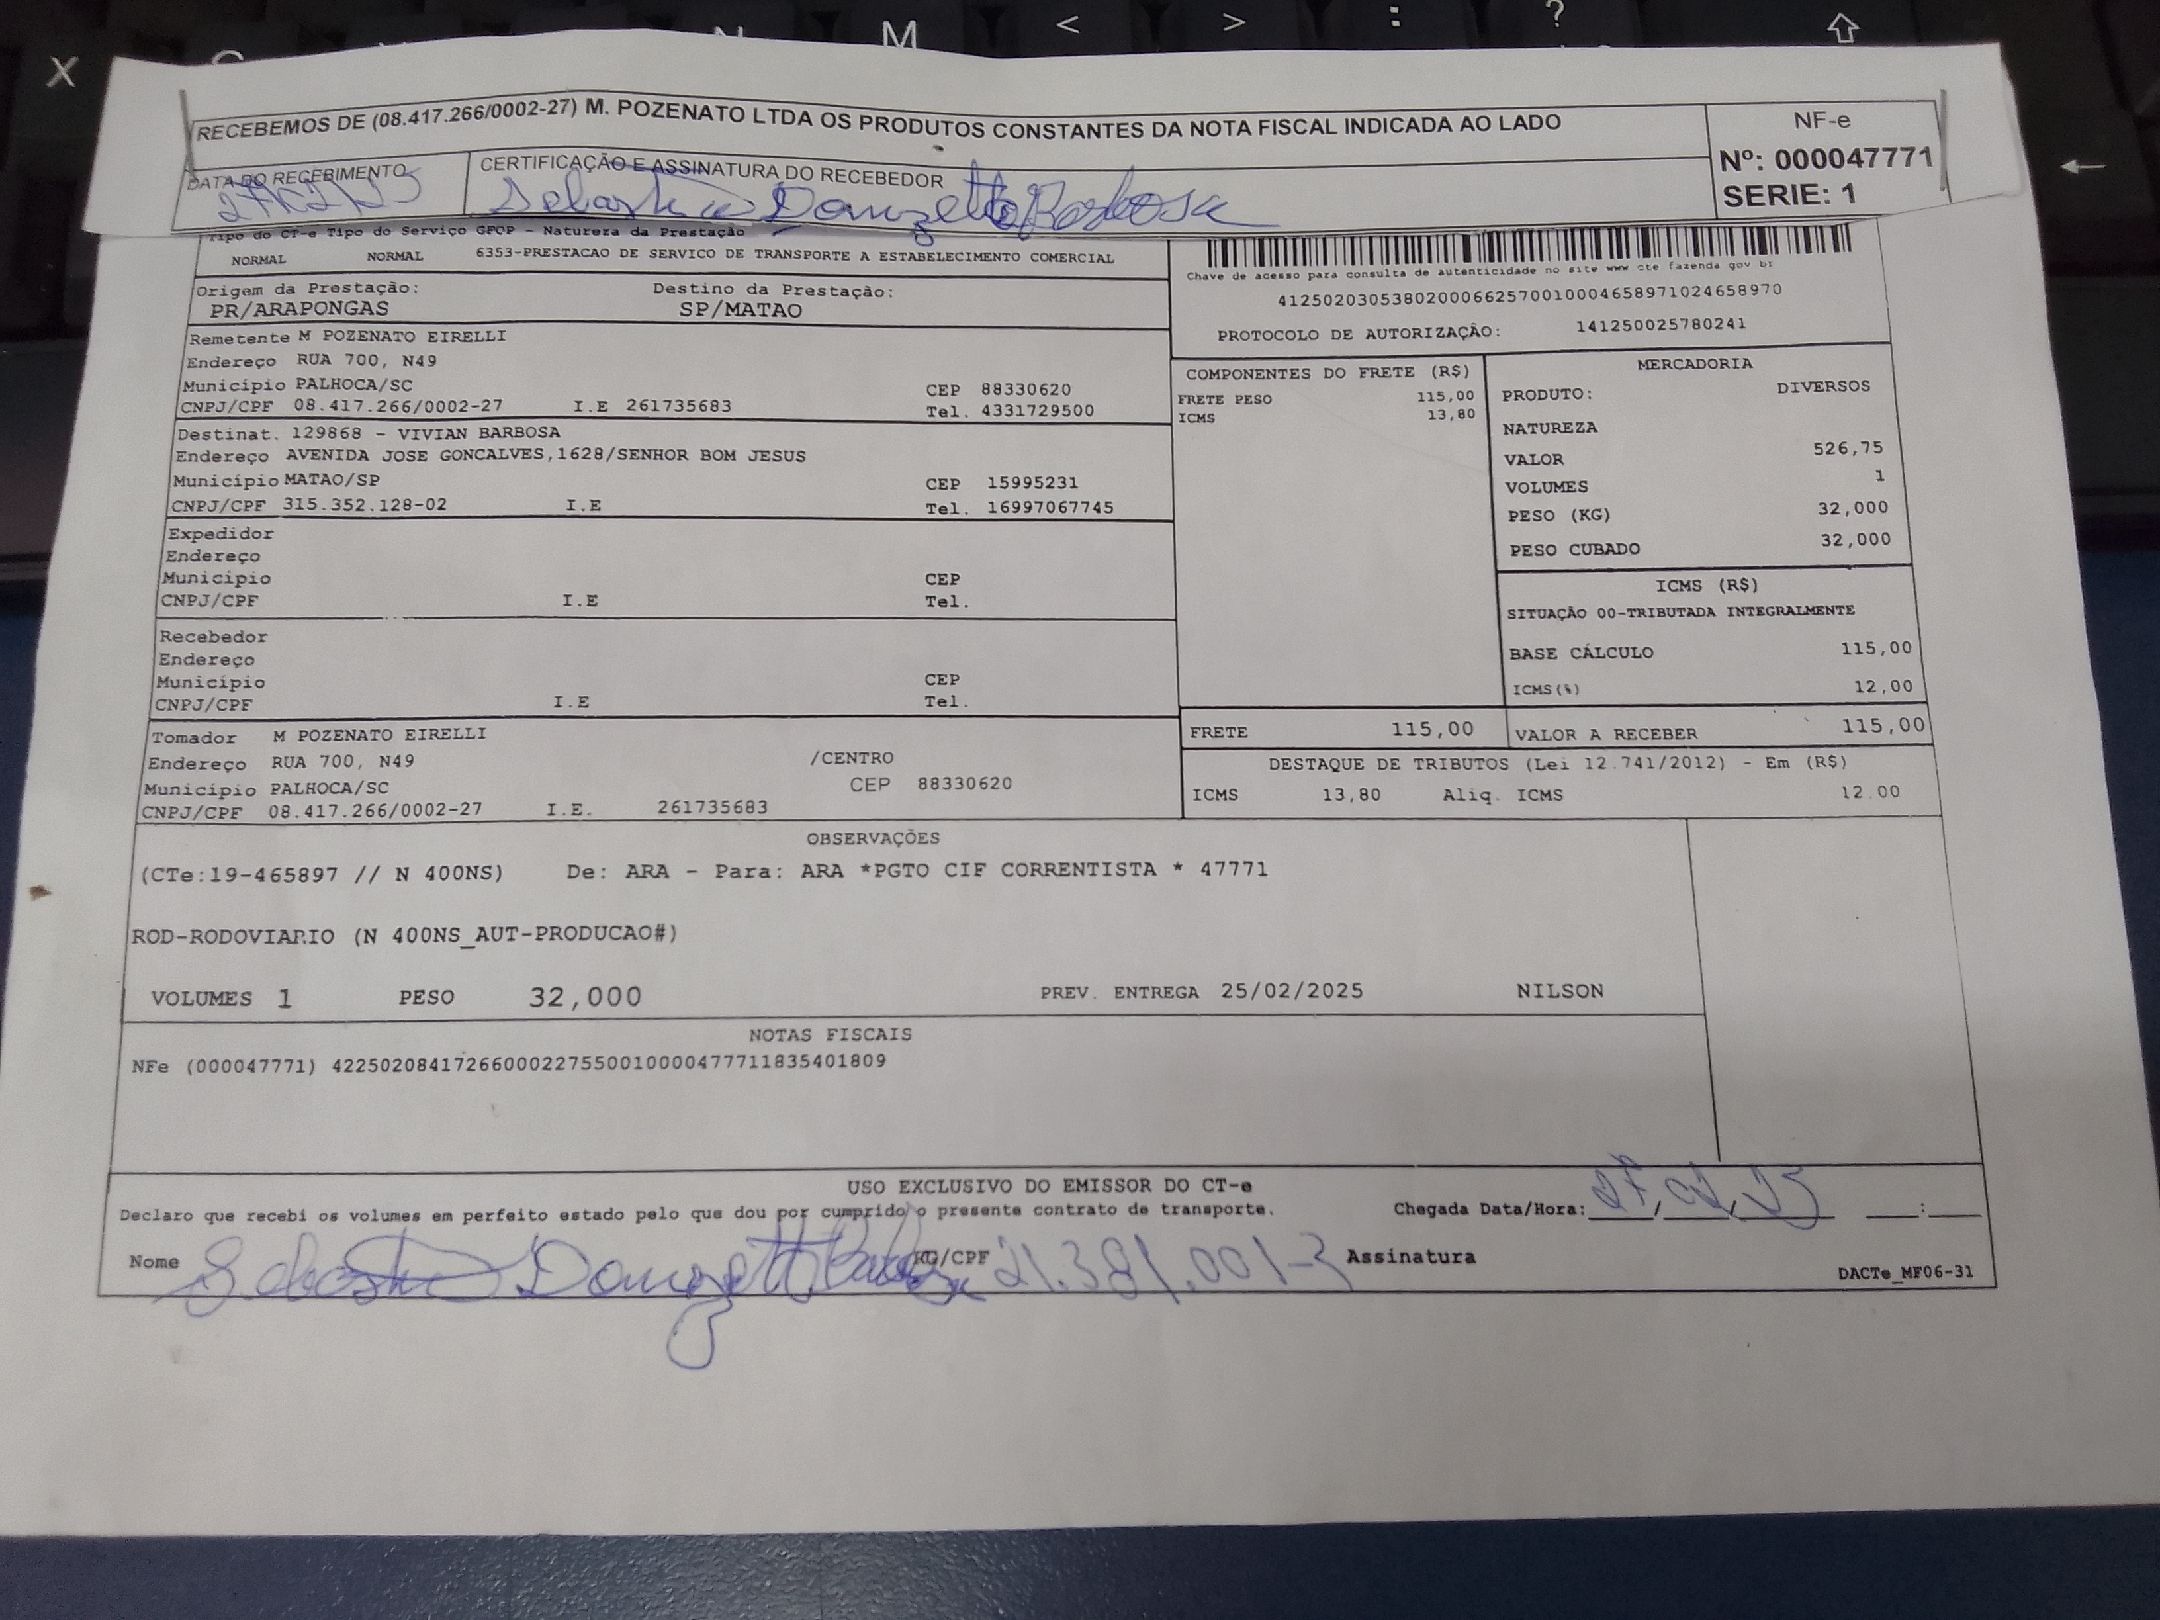 X M < > : ?
RECEBEMOS DE (08.417.266/0002-27) M. POZENATO LTDA OS PRODUTOS CONSTANTES DA NOTA FISCAL INDICADA AO LADO
NF-e
Nº: 000047771
SERIE: 1
DATA DO RECEBIMENTO
CERTIFICAÇÃO E ASSINATURA DO RECEBEDOR
Sebastião Donizetti Barbosa
Tipo do CT-e Tipo do Serviço CFOP - Natureza da Prestação
NORMAL NORMAL 6353-PRESTACAO DE SERVICO DE TRANSPORTE A ESTABELECIMENTO COMERCIAL
Chave de acesso para consulta de autenticidade no site www cte fazenda gov br
41250203053802000662570010004658971024658970
PROTOCOLO DE AUTORIZAÇÃO: 141250025780241
Origem da Prestação: Destino da Prestação:
PR/ARAPONGAS SP/MATAO
Remetente M POZENATO EIRELLI
Endereço RUA 700, N49
Município PALHOCA/SC CEP 88330620
CNPJ/CPF 08.417.266/0002-27 I.E 261735683 Tel. 4331729500
Destinat. 129868 - VIVIAN BARBOSA
Endereço AVENIDA JOSE GONCALVES,1628/SENHOR BOM JESUS
Município MATAO/SP CEP 15995231
CNPJ/CPF 315.352.128-02 I.E Tel. 16997067745
Expedidor
Endereço
Município CEP
CNPJ/CPF I.E Tel.
Recebedor
Endereço
Município CEP
CNPJ/CPF I.E Tel.
Tomador M POZENATO EIRELLI
Endereço RUA 700, N49 /CENTRO
Município PALHOCA/SC CEP 88330620
CNPJ/CPF 08.417.266/0002-27 I.E. 261735683
COMPONENTES DO FRETE (R$)
FRETE PESO 115,00
ICMS 13,80
MERCADORIA
PRODUTO: DIVERSOS
NATUREZA
VALOR 526,75
VOLUMES 1
PESO (KG) 32,000
PESO CUBADO 32,000
ICMS (R$)
SITUAÇÃO 00-TRIBUTADA INTEGRALMENTE
BASE CÁLCULO 115,00
ICMS(%) 12,00
FRETE 115,00 VALOR A RECEBER 115,00
DESTAQUE DE TRIBUTOS (Lei 12.741/2012) - Em (R$)
ICMS 13,80 Aliq. ICMS 12.00
OBSERVAÇÕES
(CTe:19-465897 // N 400NS) De: ARA - Para: ARA *PGTO CIF CORRENTISTA * 47771
ROD-RODOVIARIO (N 400NS_AUT-PRODUCAO#)
VOLUMES 1 PESO 32,000 PREV. ENTREGA 25/02/2025 NILSON
NOTAS FISCAIS
NFe (000047771) 42250208417266000227550010000477711835401809
USO EXCLUSIVO DO EMISSOR DO CT-e
Declaro que recebi os volumes em perfeito estado pelo que dou por cumprido o presente contrato de transporte. Chegada Data/Hora: 27/02/25 :
Nome Sebastião Donizetti Barbosa RG/CPF 21.381.001-3 Assinatura
DACTe_MF06-31